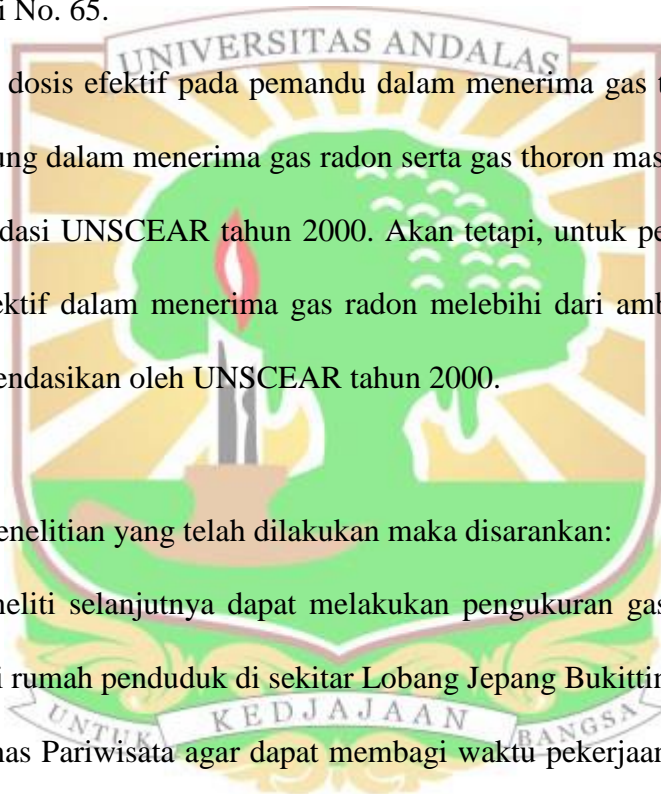 i No. 65.
UNIVERSITAS ANDALAS
dosis efektif pada pemandu dalam menerima gas t
ung dalam menerima gas radon serta gas thoron mas
dasi UNSCEAR tahun 2000. Akan tetapi, untuk pe
ektif dalam menerima gas radon melebihi dari amb
endasikan oleh UNSCEAR tahun 2000.
enelitian yang telah dilakukan maka disarankan:
neliti selanjutnya dapat melakukan pengukuran gas
i rumah penduduk di sekitar Lobang Jepang Bukittin
UNTUK KEDJAJAAN BANGSA
nas Pariwisata agar dapat membagi waktu pekerjaan